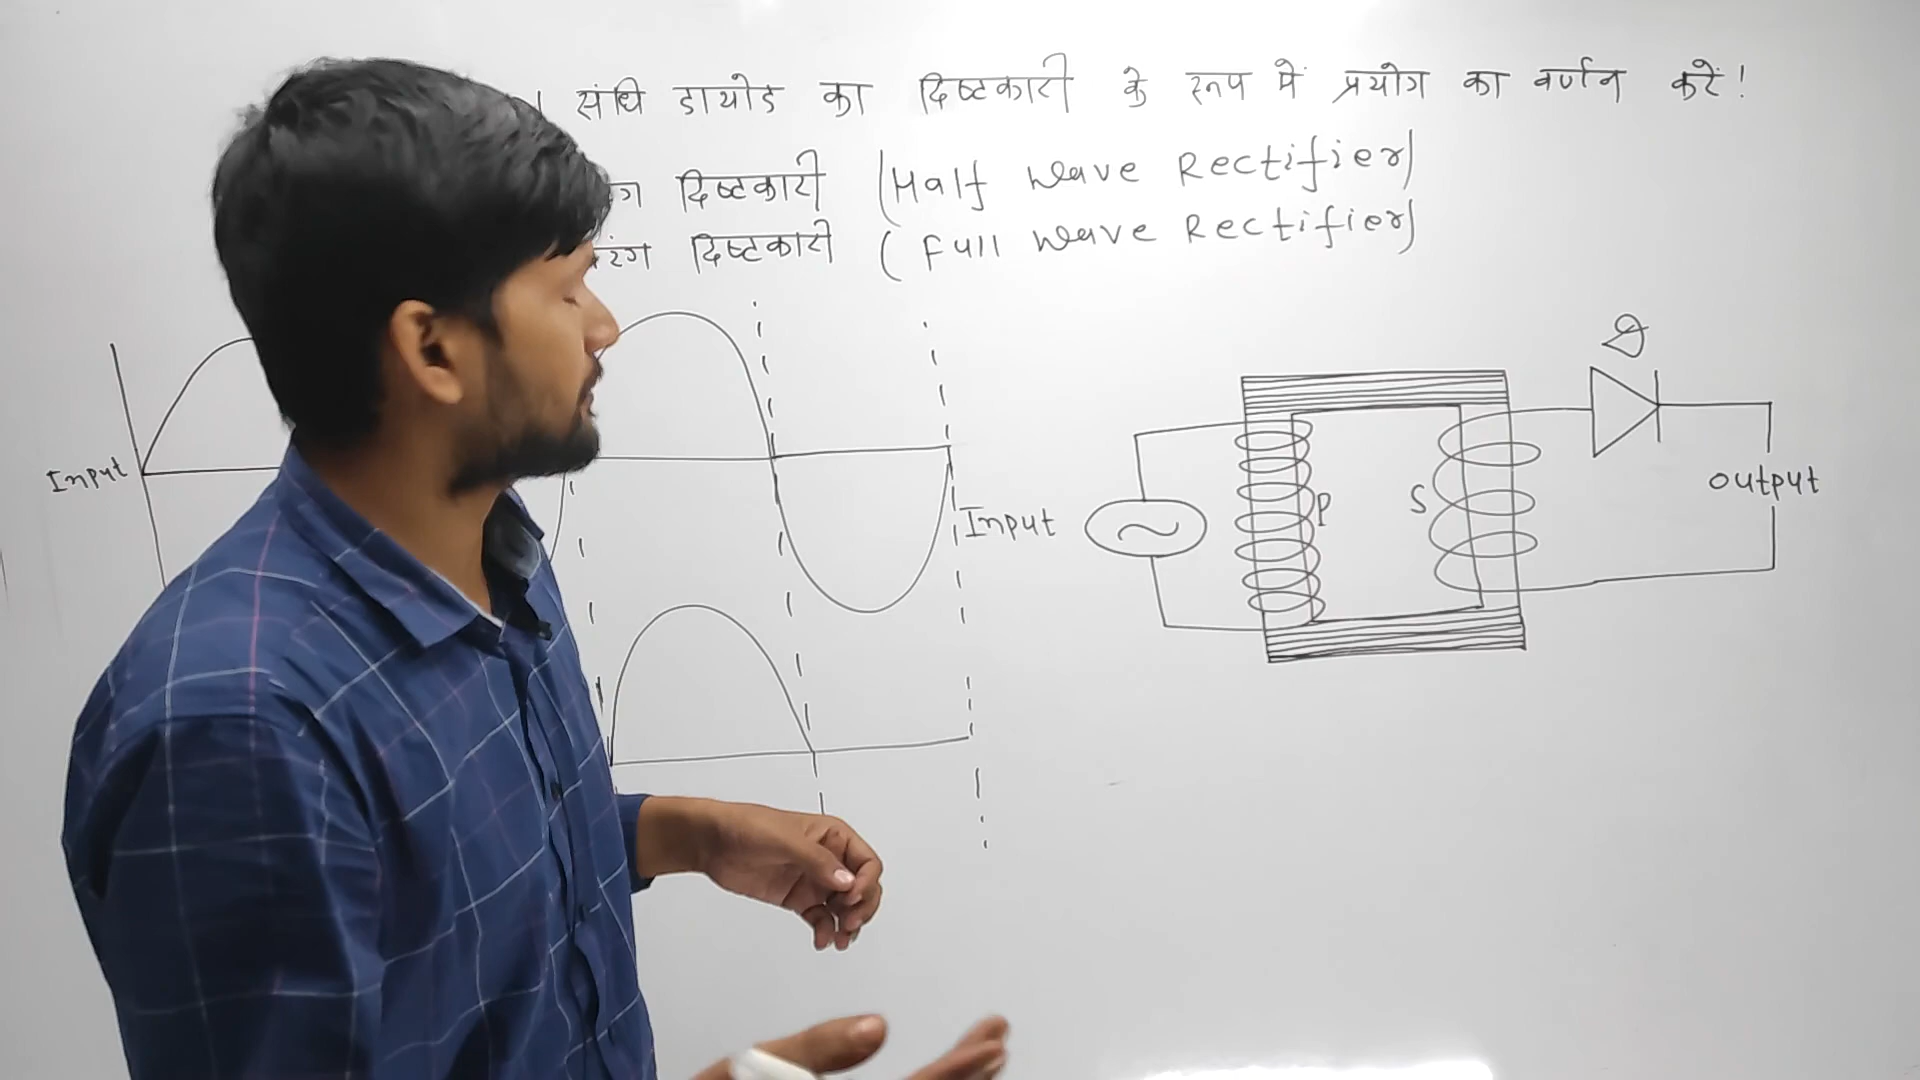 संधि डायोड का दिष्टकारी के रूप में प्रयोग का वर्णन करें!
दिष्टकारी (Half Wave Rectifier)
दिष्टकारी (Full Wave Rectifier)
D
Input
Input
P
S
output